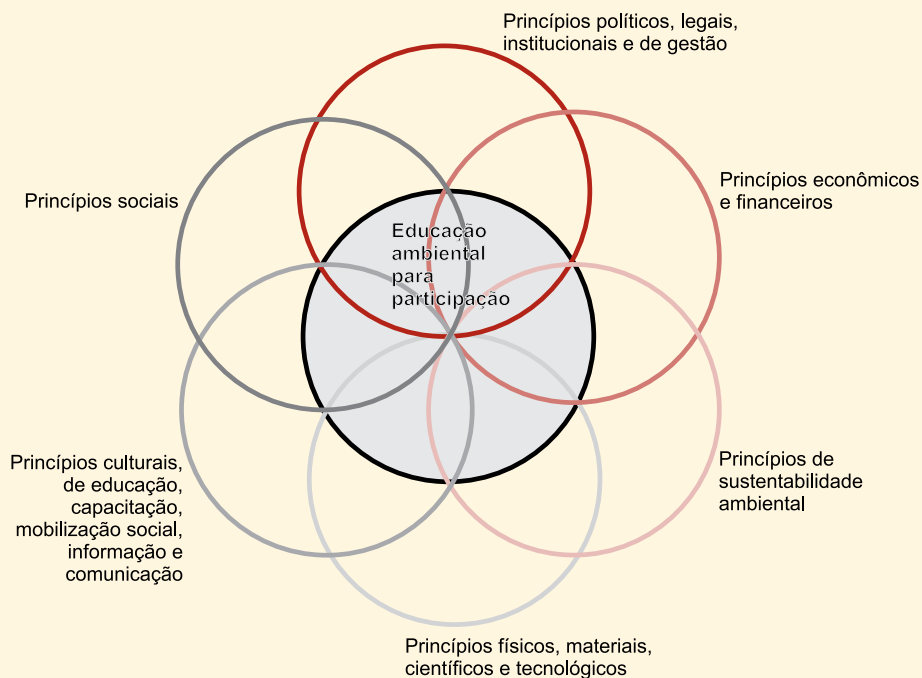 Princípios políticos, legais,
institucionais e de gestão
Princípios sociais
Princípios econômicos
e financeiros
Educação
ambiental
para
participação
Princípios culturais,
de educação,
capacitação,
mobilização social,
informação e
comunicação
Princípios de
sustentabilidade
ambiental
Princípios físicos, materiais,
científicos e tecnológicos